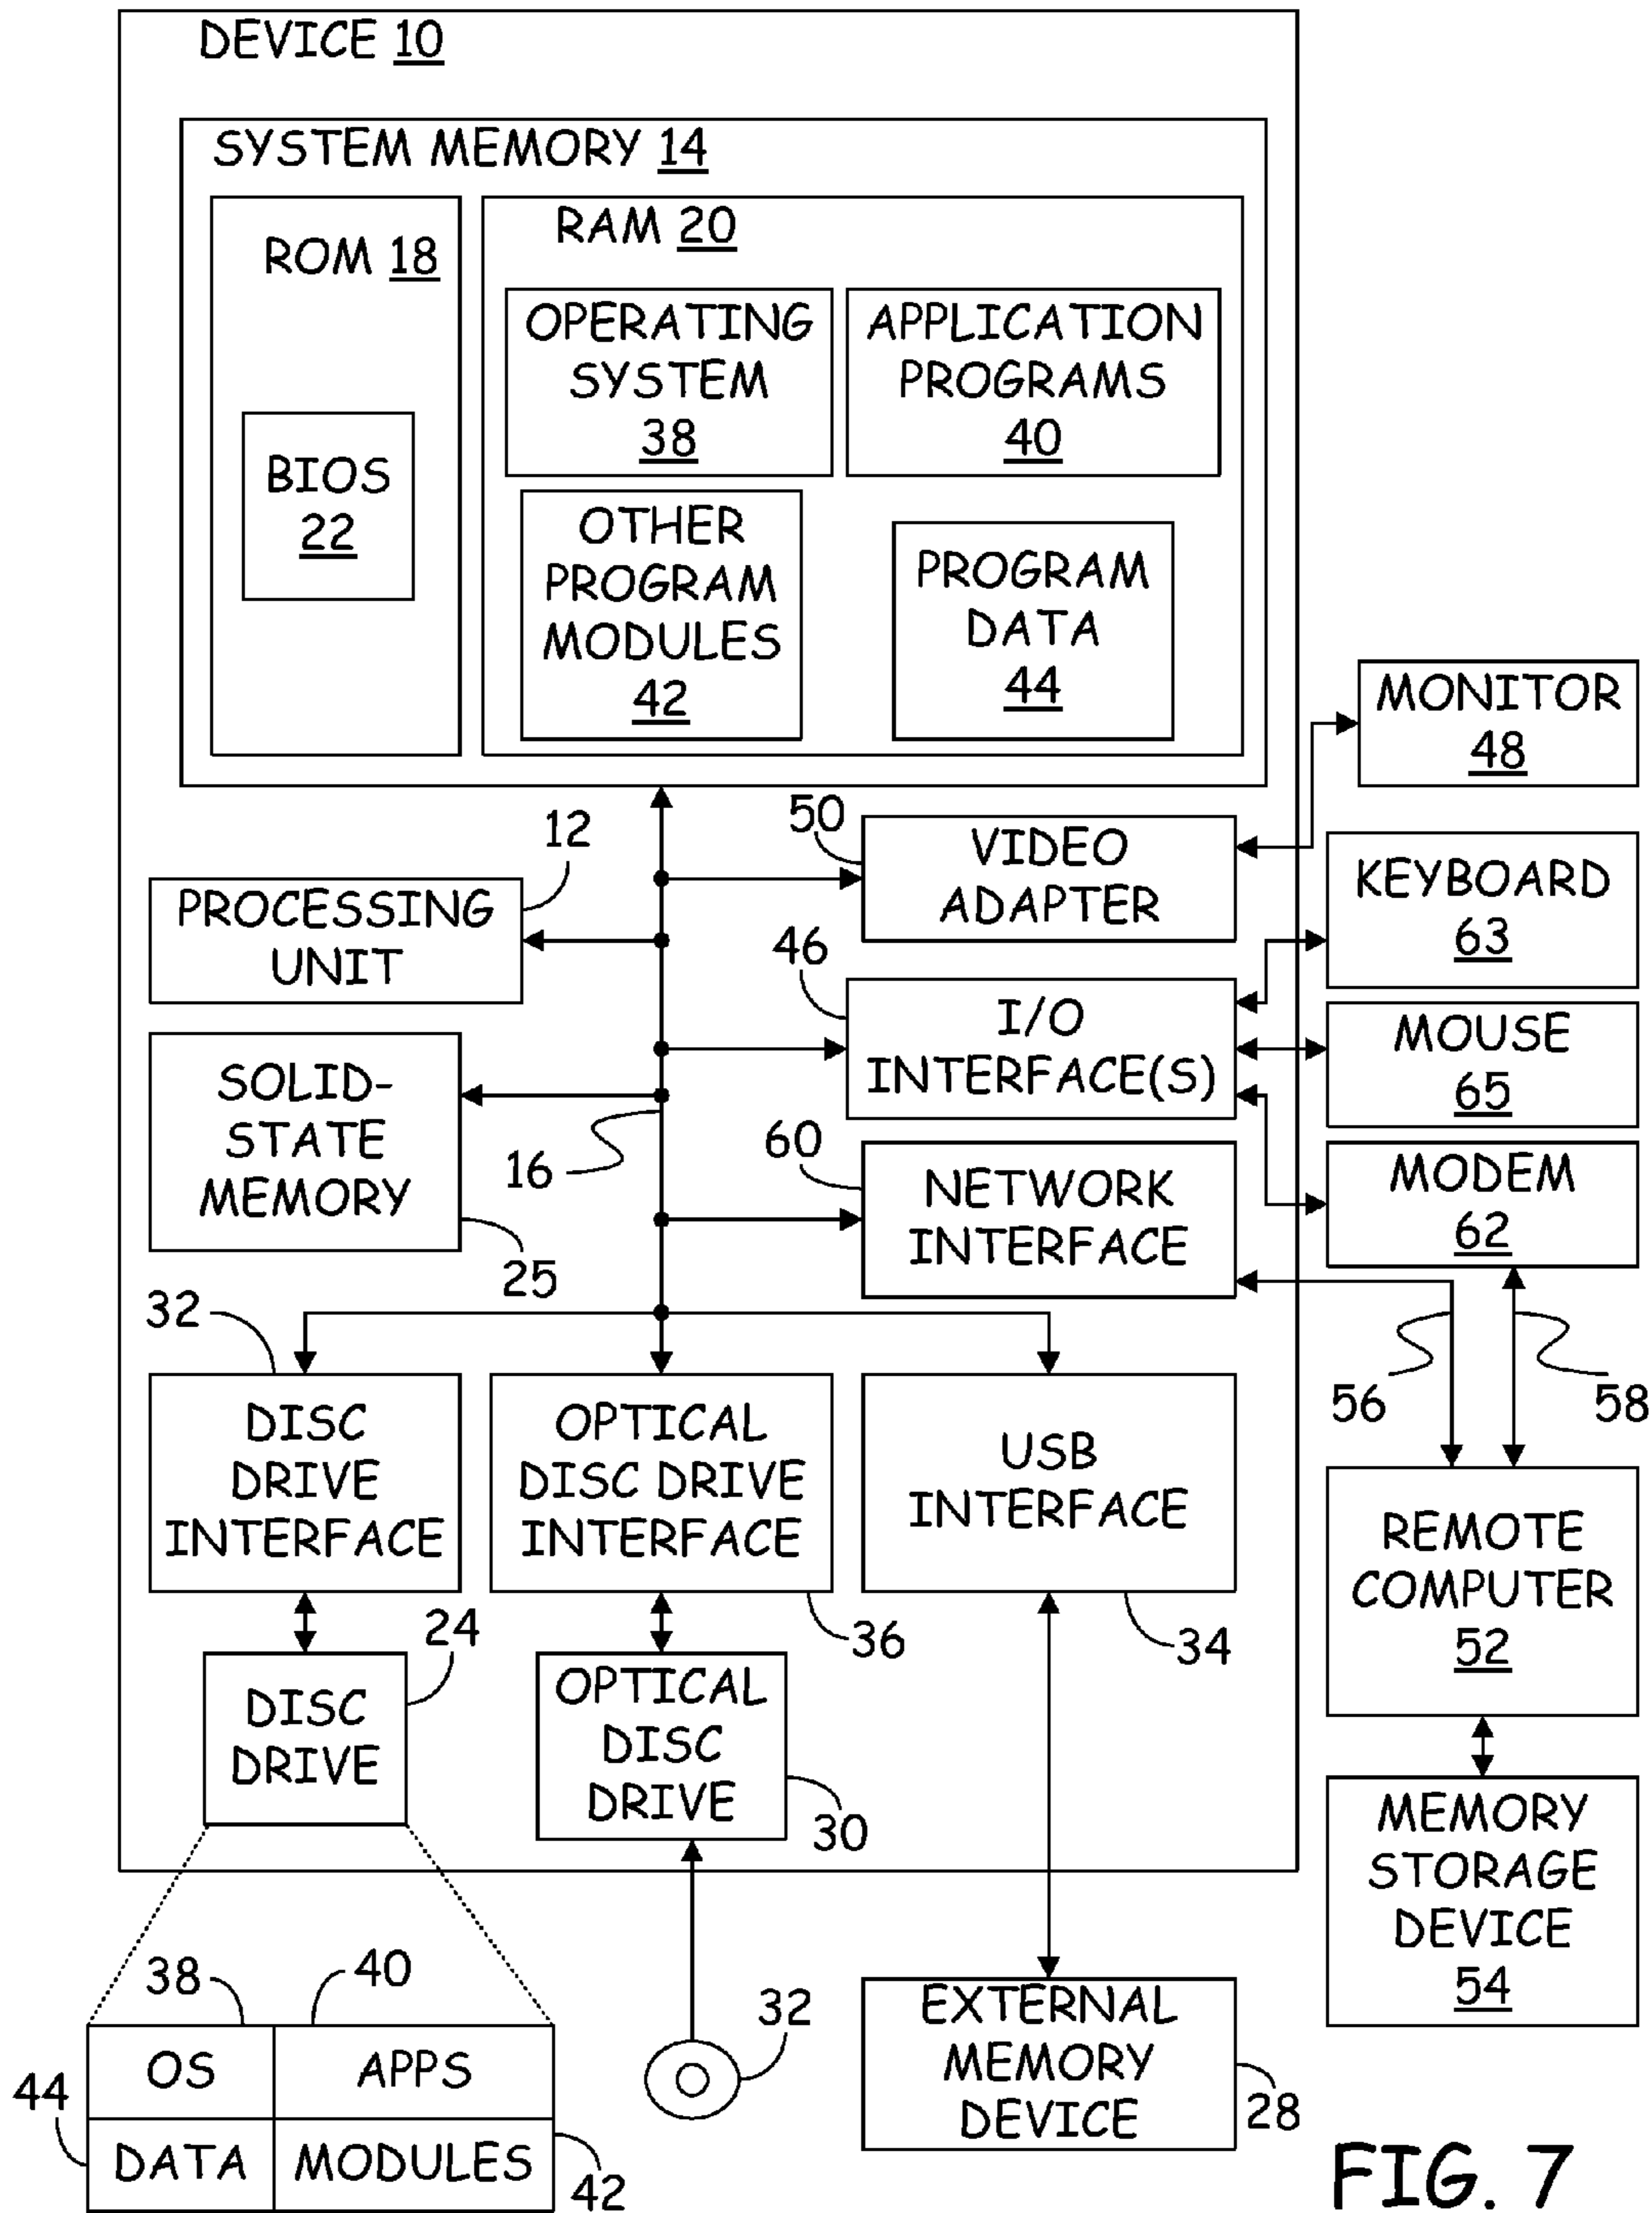 DEVICE 10
SYSTEM MEMORY 14
ROM 18
BIOS
22
RAM 20
OPERATING
SYSTEM
38
APPLICATION
PROGRAMS
40
OTHER
PROGRAM
MODULES
42
PROGRAM
DATA
44
MONITOR
48
12
PROCESSING
UNIT
50
VIDEO
ADAPTER
KEYBOARD
63
46
I/O
INTERFACE(S)
MOUSE
65
SOLID-
STATE
MEMORY
25
16
60
NETWORK
INTERFACE
MODEM
62
56
58
32
DISC
DRIVE
INTERFACE
OPTICAL
DISC DRIVE
INTERFACE
36
USB
INTERFACE
34
REMOTE
COMPUTER
52
24
DISC
DRIVE
OPTICAL
DISC
DRIVE
30
MEMORY
STORAGE
DEVICE
54
38
40
OS
APPS
44
DATA
MODULES
42
32
EXTERNAL
MEMORY
DEVICE
28
FIG. 7